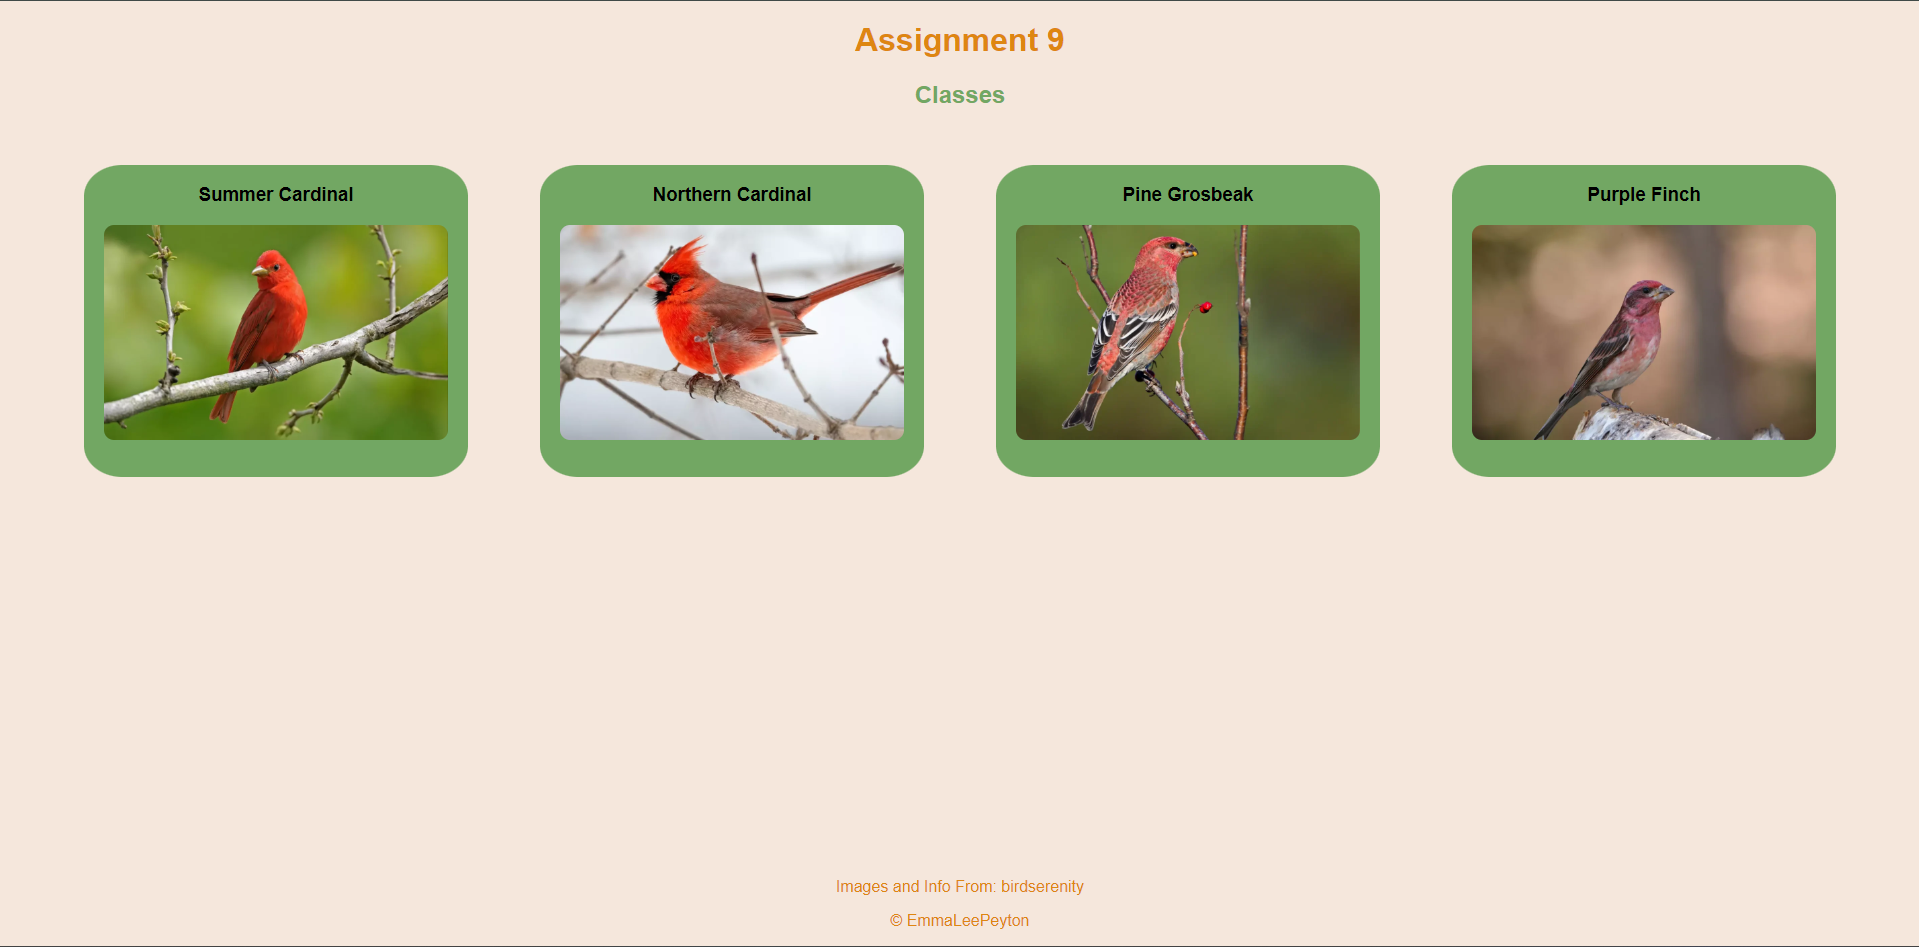 Assignment 9
Classes
Summer Cardinal
Northern Cardinal
Pine Grosbeak
Purple Finch
Images and Info From: birdserenity
© EmmaLeePeyton